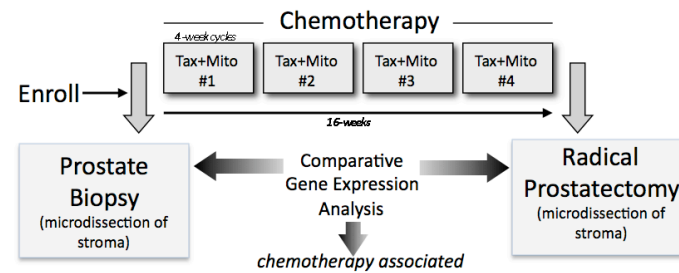 Chemotherapy
4-week cycles
Tax+Mito
#1
Tax+Mito
#2
Tax+Mito
#3
Tax+Mito
#4
Enroll
16-weeks
Prostate
Biopsy
(microdissection of
stroma)
Comparative
Gene Expression
Analysis
Radical
Prostatectomy
(microdissection of
stroma)
chemotherapy associated